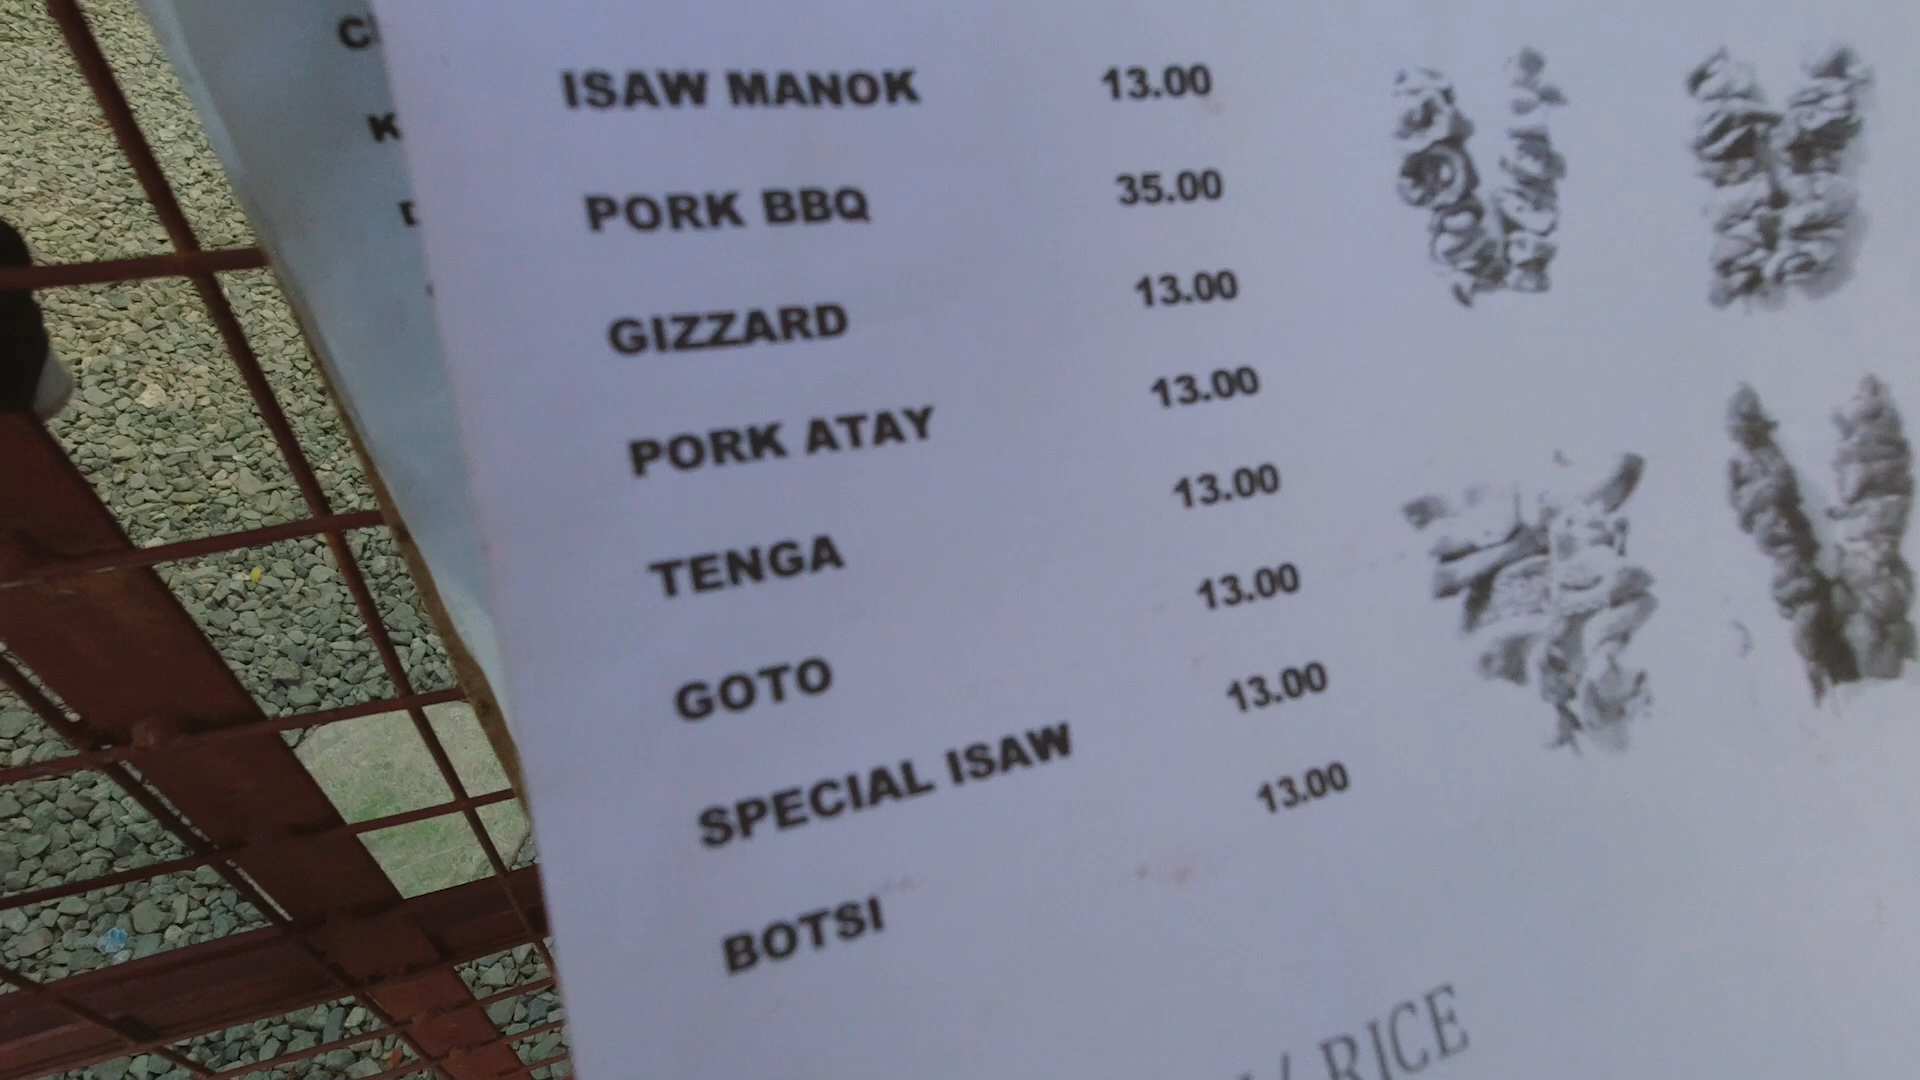 ISAW MANOK 13.00
PORK BBQ 35.00
GIZZARD 13.00
PORK ATAY 13.00
TENGA 13.00
GOTO 13.00
SPECIAL ISAW 13.00
BOTSI 13.00
RICE